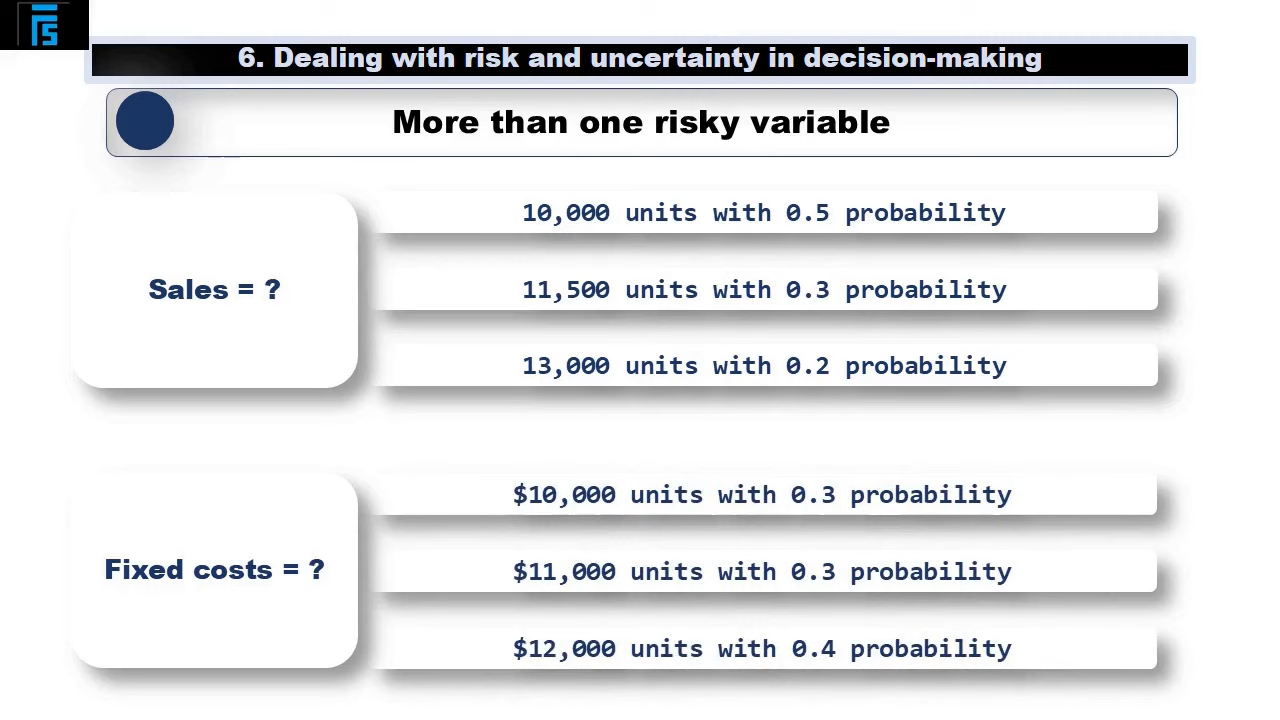 6. Dealing with risk and uncertainty in decision-making
More than one risky variable
Sales = ?
10,000 units with 0.5 probability
11,500 units with 0.3 probability
13,000 units with 0.2 probability
Fixed costs = ?
$10,000 units with 0.3 probability
$11,000 units with 0.3 probability
$12,000 units with 0.4 probability